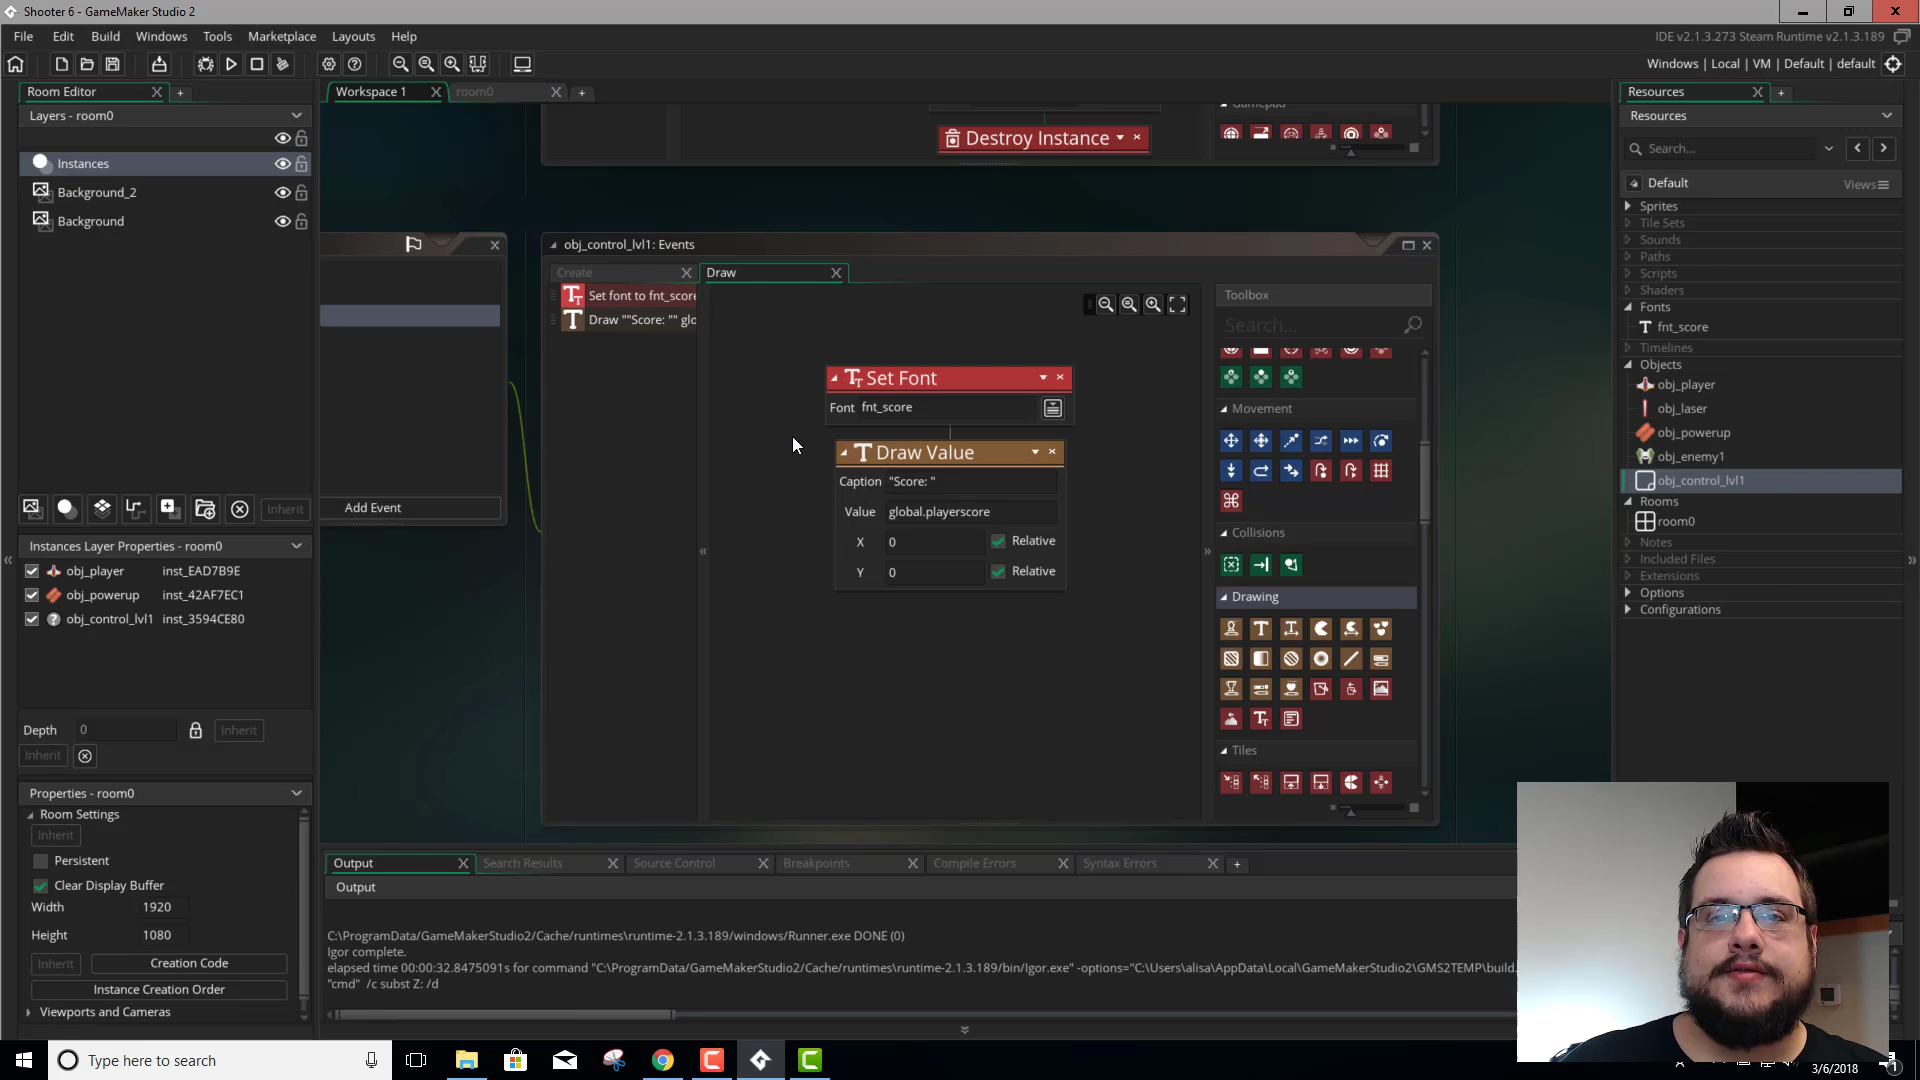 Shooter 6 - GameMaker Studio 2
File Edit Build Windows Tools Marketplace Layouts Help
IDE v2.1.3.273 Steam Runtime v2.1.3.189
Windows | Local | VM | Default | default
Room Editor
Layers - room0
Instances
Background_2
Background
Inherit
Instances Layer Properties - room0
obj_player inst_EAD7B9E
obj_powerup inst_42AF7EC1
obj_control_lvl1 inst_3594CE80
Depth 0 Inherit
Inherit
Properties - room0
Room Settings
Inherit
Persistent
Clear Display Buffer
Width 1920
Height 1080
Inherit Creation Code
Instance Creation Order
Viewports and Cameras
Workspace 1 room0
Destroy Instance
Gamepad
Add Event
obj_control_lvl1: Events
Create Draw
Set font to fnt_score
Draw ""Score: "" glo
Set Font
Font fnt_score
Draw Value
Caption "Score: "
Value global.playerscore
X 0 Relative
Y 0 Relative
Toolbox
Search...
Movement
Collisions
Drawing
Tiles
Output Search Results Source Control Breakpoints Compile Errors Syntax Errors
Output
C:\ProgramData/GameMakerStudio2/Cache/runtimes\runtime-2.1.3.189/windows/Runner.exe DONE (0)
Igor complete.
elapsed time 00:00:32.8475091s for command "C:\ProgramData/GameMakerStudio2/Cache/runtimes\runtime-2.1.3.189/bin/Igor.exe" -options="C:\Users\alisa\AppData\Local\GameMakerStudio2\GMS2TEMP\build.
"cmd" /c subst Z: /d
Resources
Resources
Search...
Default Views
Sprites
Tile Sets
Sounds
Paths
Scripts
Shaders
Fonts
fnt_score
Timelines
Objects
obj_player
obj_laser
obj_powerup
obj_enemy1
obj_control_lvl1
Rooms
room0
Notes
Included Files
Extensions
Options
Configurations
Type here to search
3/6/2018
1